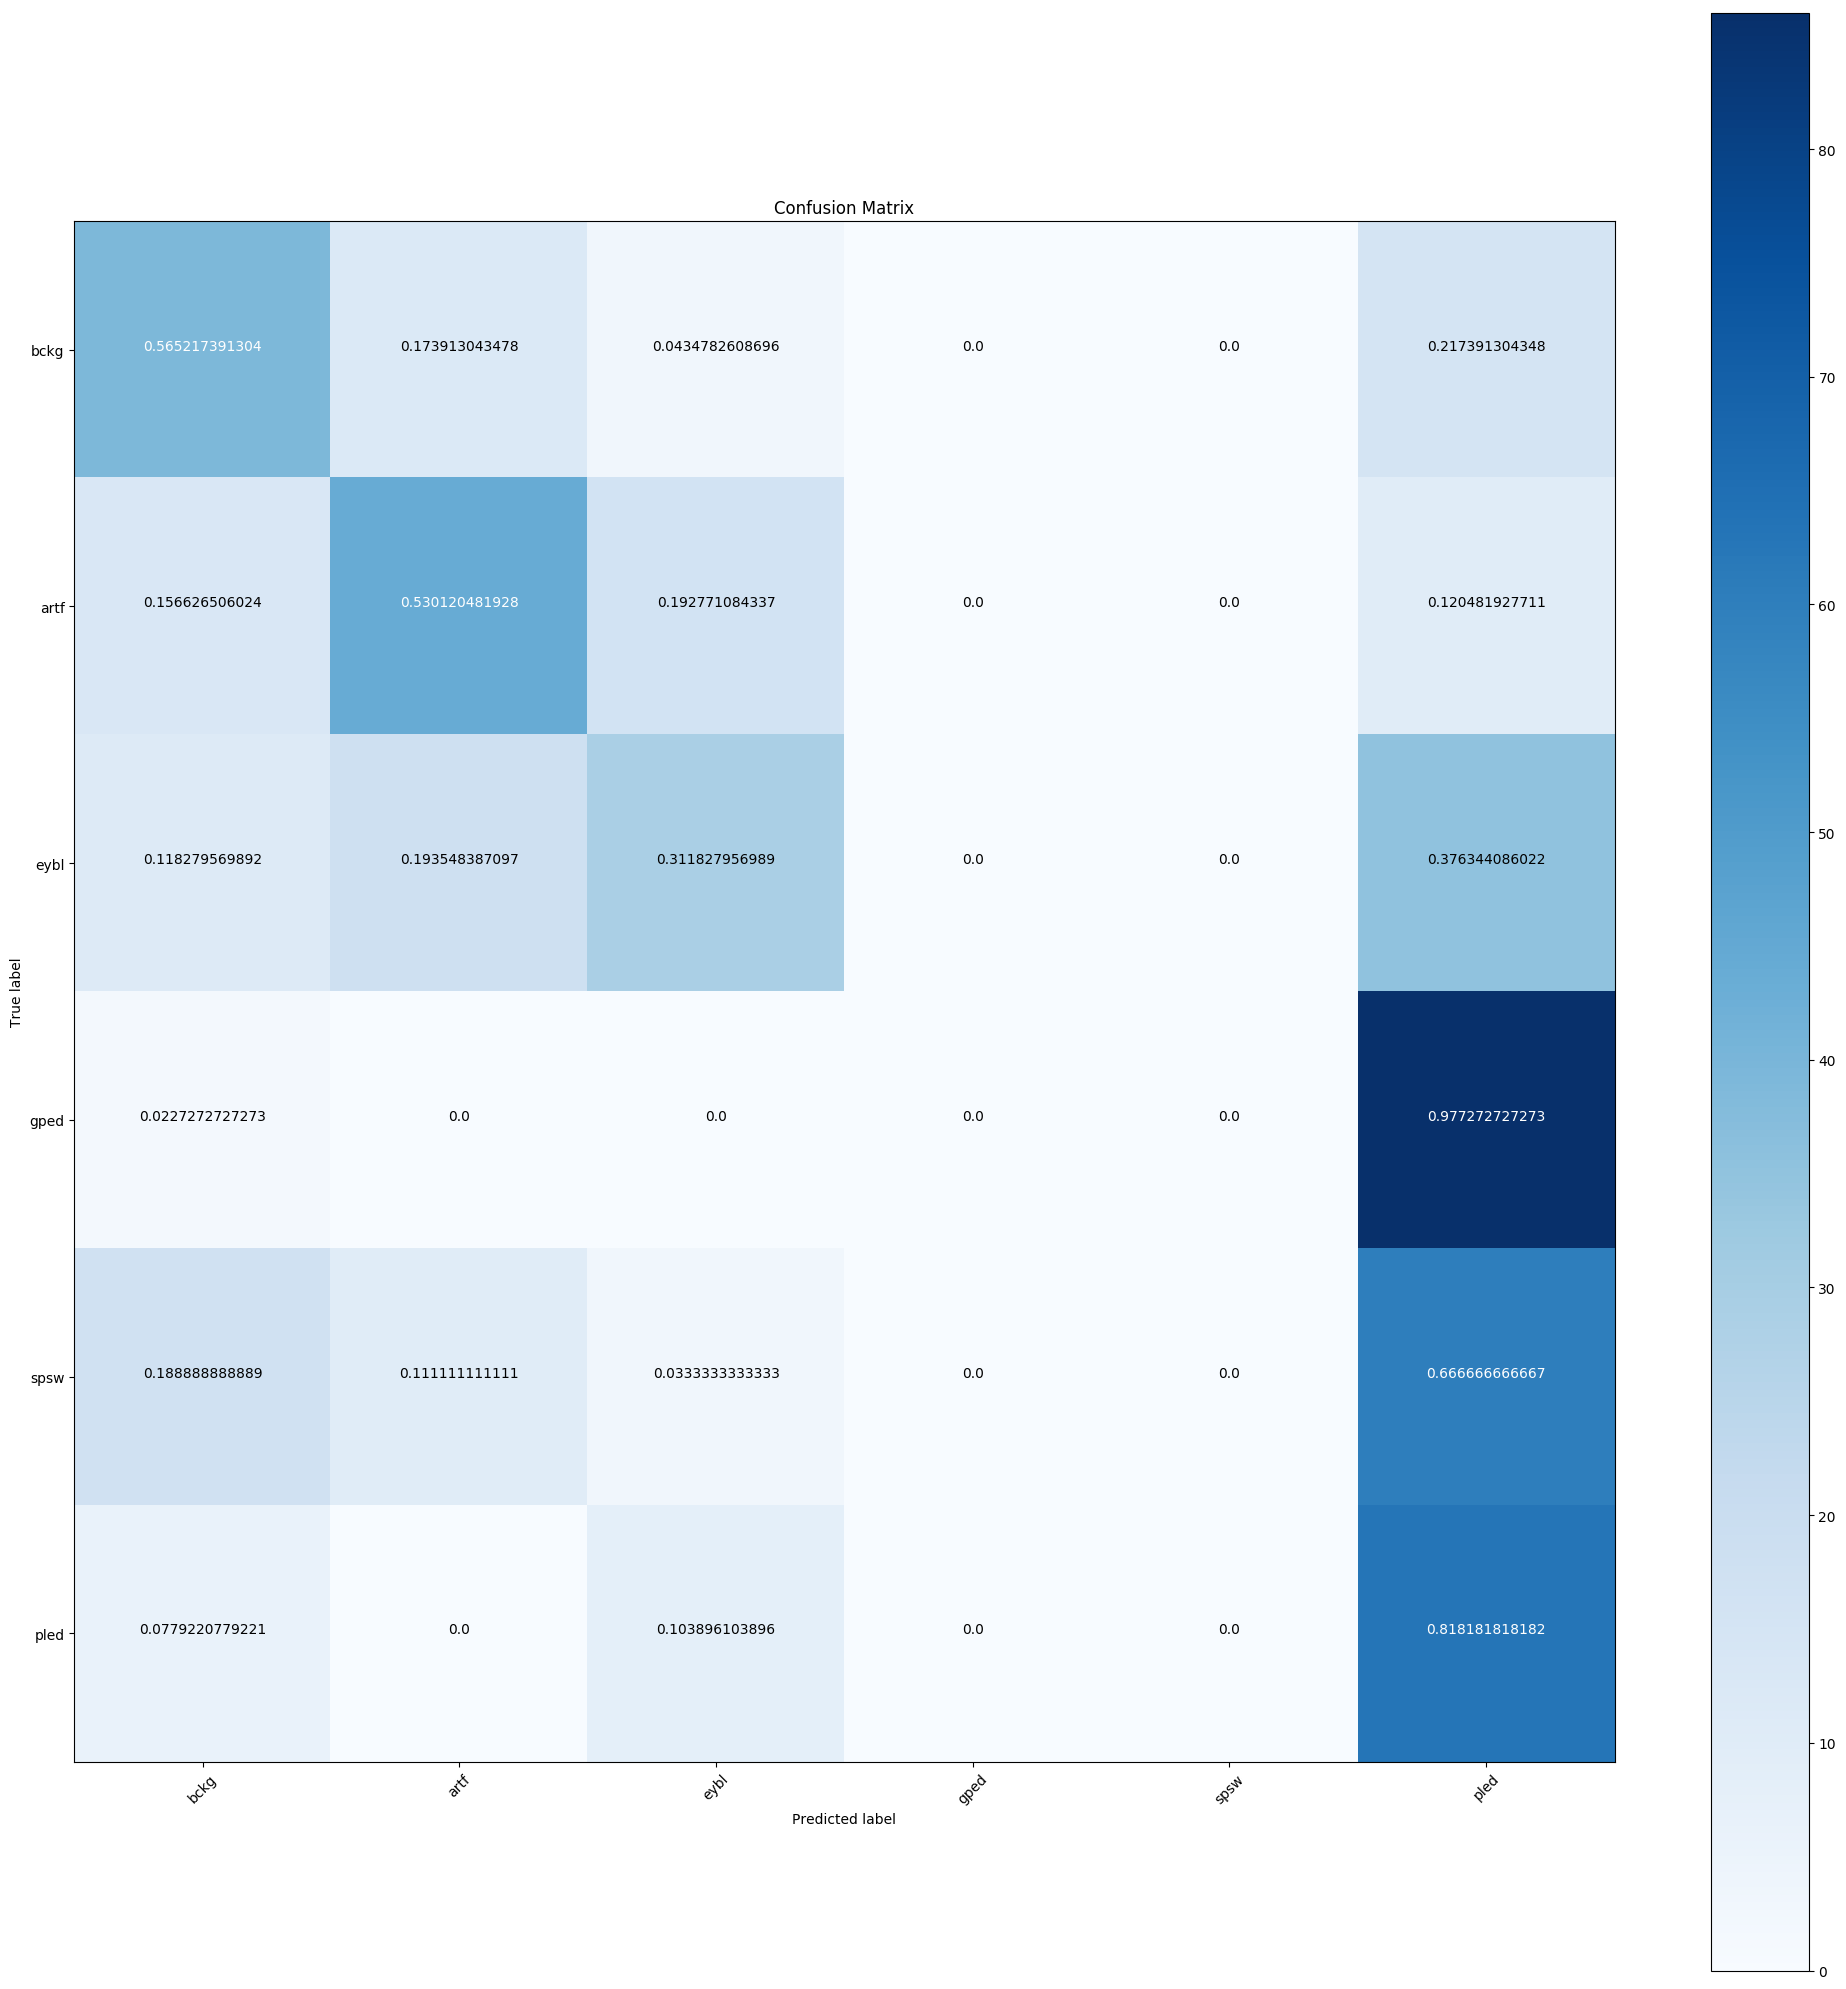 Confusion Matrix
bckg 0.565217391304 0.173913043478 0.0434782608696 0.0 0.0 0.217391304348
artf 0.156626506024 0.530120481928 0.192771084337 0.0 0.0 0.120481927711
eybl 0.118279569892 0.193548387097 0.311827956989 0.0 0.0 0.376344086022
gped 0.0227272727273 0.0 0.0 0.0 0.0 0.977272727273
spsw 0.188888888889 0.111111111111 0.0333333333333 0.0 0.0 0.666666666667
pled 0.0779220779221 0.0 0.103896103896 0.0 0.0 0.818181818182
True label
bckg artf eybl gped spsw pled
Predicted label
80
70
60
50
40
30
20
10
0